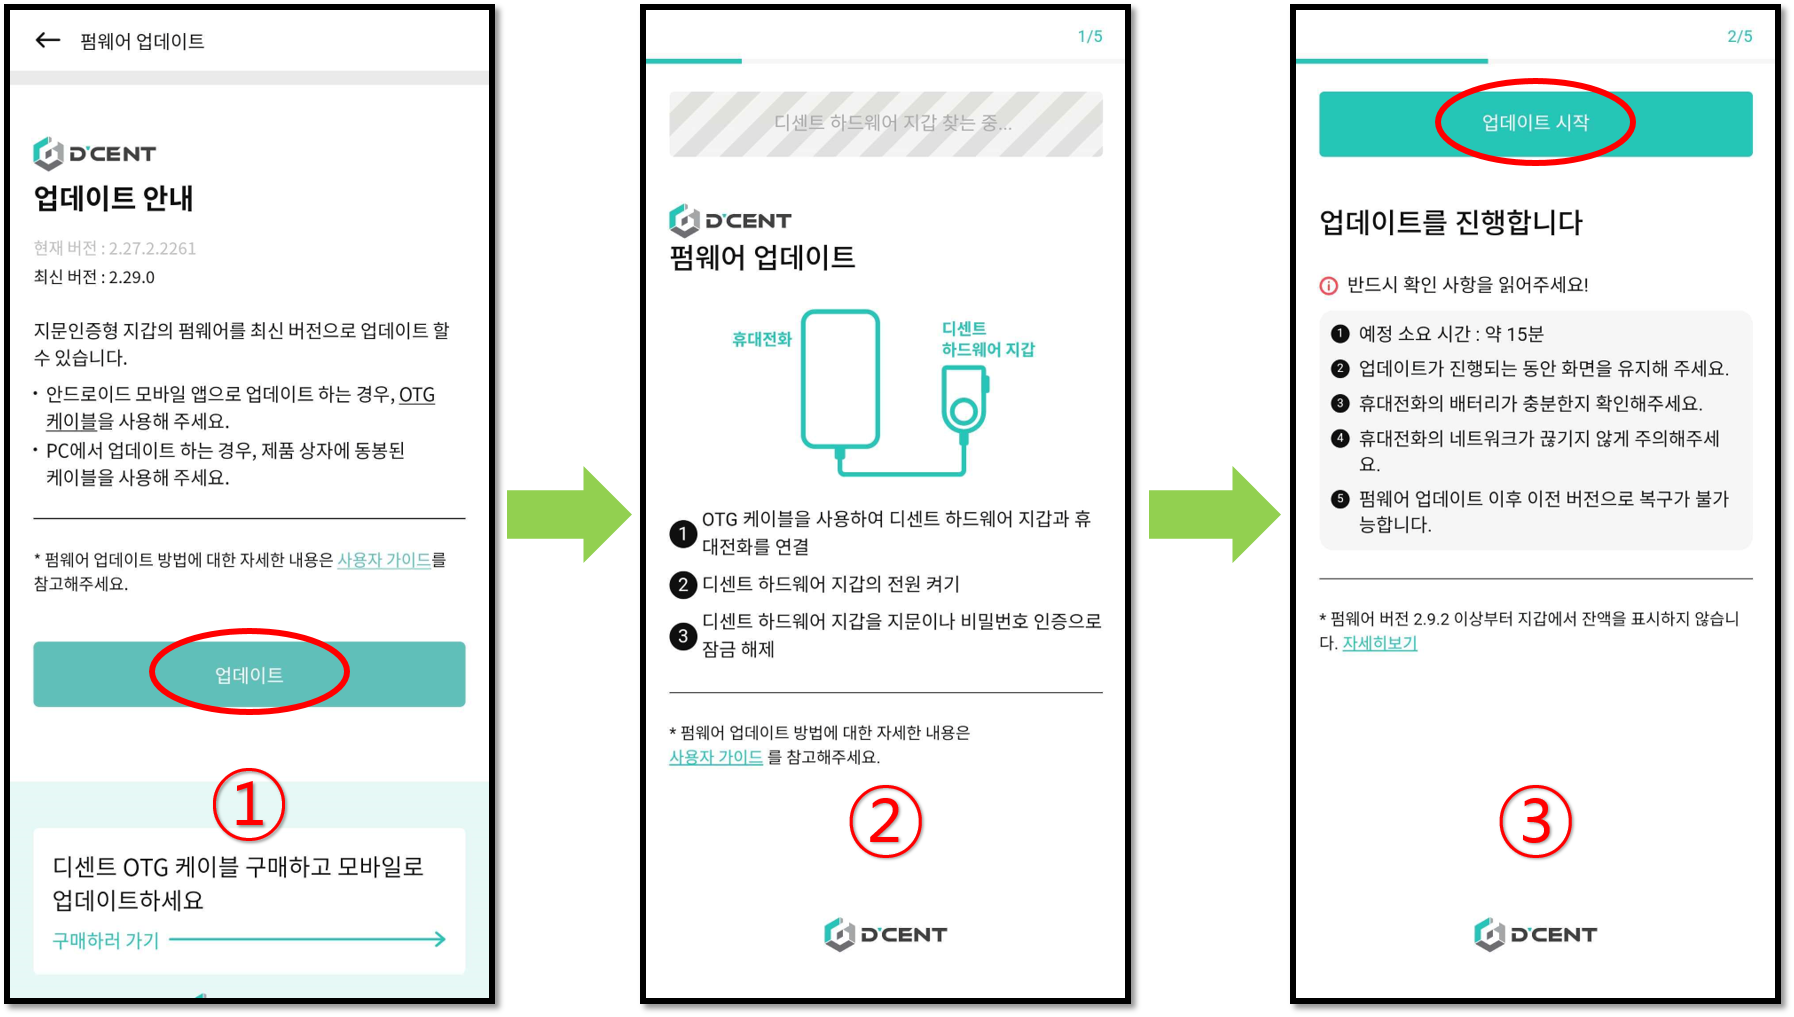 펌웨어 업데이트
D'CENT
업데이트 안내
현재 버전 : 2.27.2.2261
최신 버전 : 2.29.0
지문인증형 지갑의 펌웨어를 최신 버전으로 업데이트 할
수 있습니다.
• 안드로이드 모바일 앱으로 업데이트 하는 경우, OTG
케이블을 사용해 주세요.
• PC에서 업데이트 하는 경우, 제품 상자에 동봉된
케이블을 사용해 주세요.
* 펌웨어 업데이트 방법에 대한 자세한 내용은 사용자 가이드를
참고해주세요.
업데이트
①
디센트 OTG 케이블 구매하고 모바일로
업데이트하세요
구매하러 가기
1/5
디센트 하드웨어 지갑 찾는 중...
D'CENT
펌웨어 업데이트
휴대전화
디센트
하드웨어 지갑
❶ OTG 케이블을 사용하여 디센트 하드웨어 지갑과 휴
대전화를 연결
❷ 디센트 하드웨어 지갑의 전원 켜기
❸ 디센트 하드웨어 지갑을 지문이나 비밀번호 인증으로
잠금 해제
* 펌웨어 업데이트 방법에 대한 자세한 내용은
사용자 가이드 를 참고해주세요.
②
D'CENT
2/5
업데이트 시작
업데이트를 진행합니다
반드시 확인 사항을 읽어주세요!
❶ 예정 소요 시간 : 약 15분
❷ 업데이트가 진행되는 동안 화면을 유지해 주세요.
❸ 휴대전화의 배터리가 충분한지 확인해주세요.
❹ 휴대전화의 네트워크가 끊기지 않게 주의해주세
요.
❺ 펌웨어 업데이트 이후 이전 버전으로 복구가 불가
능합니다.
* 펌웨어 버전 2.9.2 이상부터 지갑에서 잔액을 표시하지 않습니
다. 자세히보기
③
D'CENT